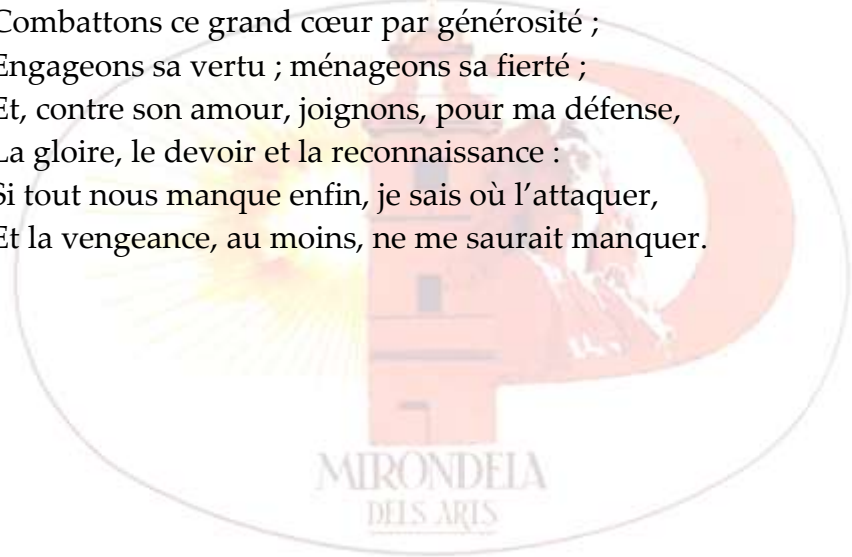 Combattons ce grand cœur par générosité ;
Engageons sa vertu ; ménageons sa fierté ;
Et, contre son amour, joignons, pour ma défense,
La gloire, le devoir et la reconnaissance :
Si tout nous manque enfin, je sais où l’attaquer,
Et la vengeance, au moins, ne me saurait manquer.
MIRONDELA
DELS ARTS